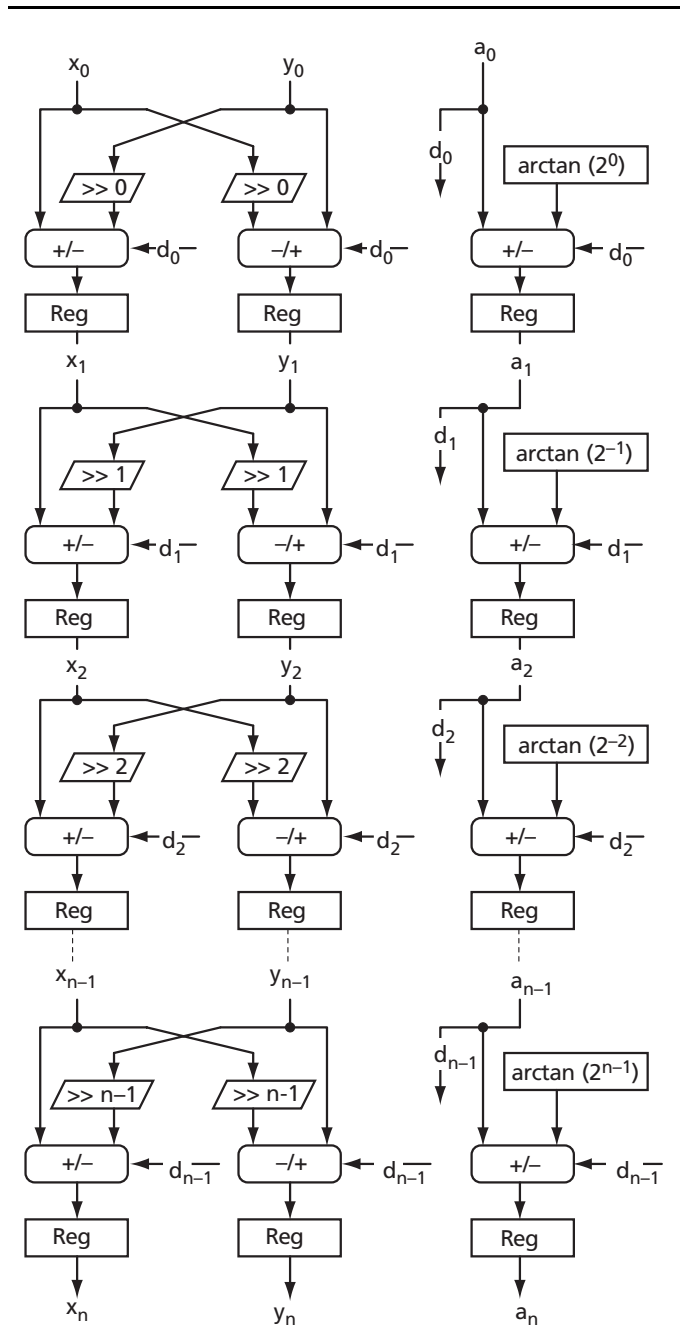 x₀ y₀ a₀
d₀ arctan (2⁰)
>> 0 >> 0
+/– d₀ –/+ d₀ +/– d₀
Reg Reg Reg
x₁ y₁ a₁
d₁ arctan (2⁻¹)
>> 1 >> 1
+/– d₁ –/+ d₁ +/– d₁
Reg Reg Reg
x₂ y₂ a₂
d₂ arctan (2⁻²)
>> 2 >> 2
+/– d₂ –/+ d₂ +/– d₂
Reg Reg Reg
xₙ₋₁ yₙ₋₁ aₙ₋₁
dₙ₋₁ arctan (2ⁿ⁻¹)
>> n–1 >> n-1
+/– dₙ₋₁ –/+ dₙ₋₁ +/– dₙ₋₁
Reg Reg Reg
xₙ yₙ aₙ